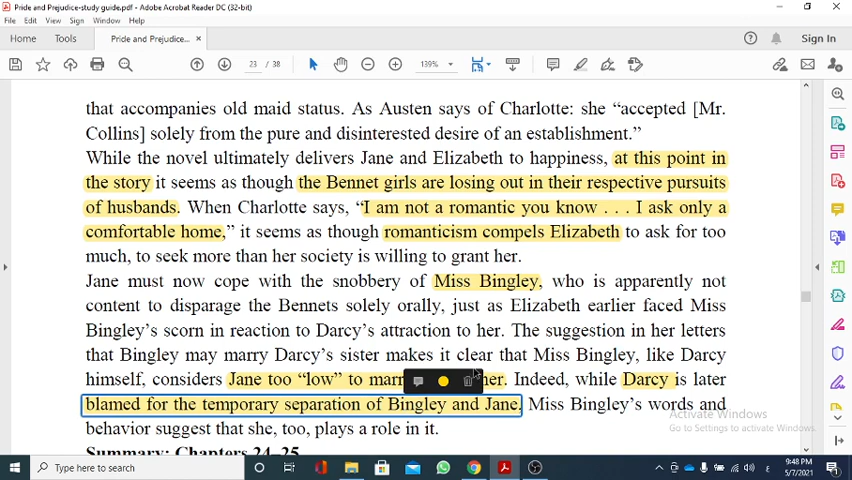 Pride and Prejudice-study guide.pdf - Adobe Acrobat Reader DC (32-bit)
File Edit View Sign Window Help
Home Tools Pride and Prejudice... × Sign In
23 / 38 139%
that accompanies old maid status. As Austen says of Charlotte: she “accepted [Mr.
Collins] solely from the pure and disinterested desire of an establishment.”
While the novel ultimately delivers Jane and Elizabeth to happiness, at this point in
the story it seems as though the Bennet girls are losing out in their respective pursuits
of husbands. When Charlotte says, “I am not a romantic you know . . . I ask only a
comfortable home,” it seems as though romanticism compels Elizabeth to ask for too
much, to seek more than her society is willing to grant her.
Jane must now cope with the snobbery of Miss Bingley, who is apparently not
content to disparage the Bennets solely orally, just as Elizabeth earlier faced Miss
Bingley’s scorn in reaction to Darcy’s attraction to her. The suggestion in her letters
that Bingley may marry Darcy’s sister makes it clear that Miss Bingley, like Darcy
himself, considers Jane too “low” to marr her. Indeed, while Darcy is later
blamed for the temporary separation of Bingley and Jane, Miss Bingley’s words and
behavior suggest that she, too, plays a role in it.
Summary: Chapters 24–25
Activate Windows
Go to Settings to activate Windows.
Type here to search
9:48 PM
5/7/2021